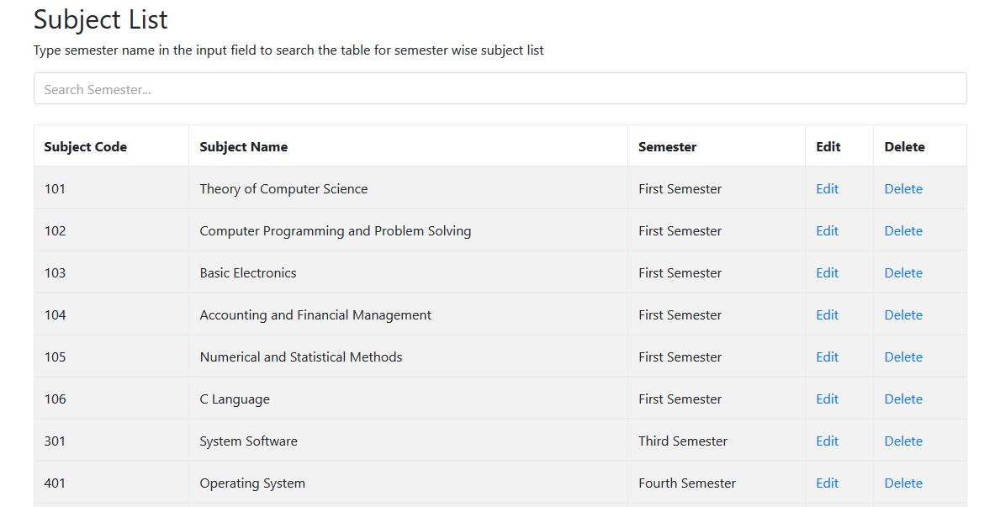 Subject List
Type semester name in the input field to search the table for semester wise subject list
Search Semester...
Subject Code Subject Name Semester Edit Delete
101 Theory of Computer Science First Semester Edit Delete
102 Computer Programming and Problem Solving First Semester Edit Delete
103 Basic Electronics First Semester Edit Delete
104 Accounting and Financial Management First Semester Edit Delete
105 Numerical and Statistical Methods First Semester Edit Delete
106 C Language First Semester Edit Delete
301 System Software Third Semester Edit Delete
401 Operating System Fourth Semester Edit Delete